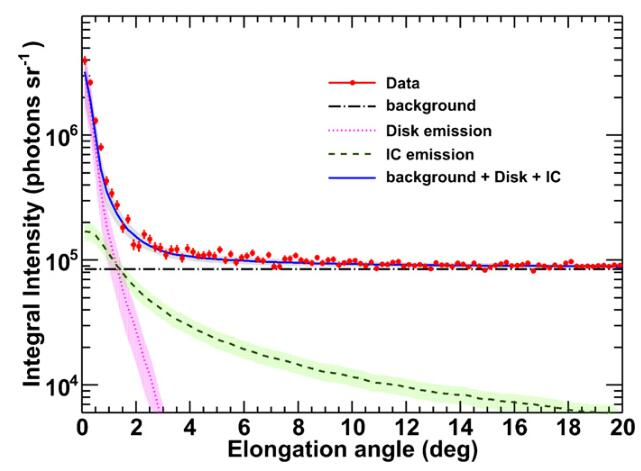 Integral Intensity (photons sr⁻¹)
10⁶
10⁵
10⁴
Data
background
Disk emission
IC emission
background + Disk + IC
0 2 4 6 8 10 12 14 16 18 20
Elongation angle (deg)